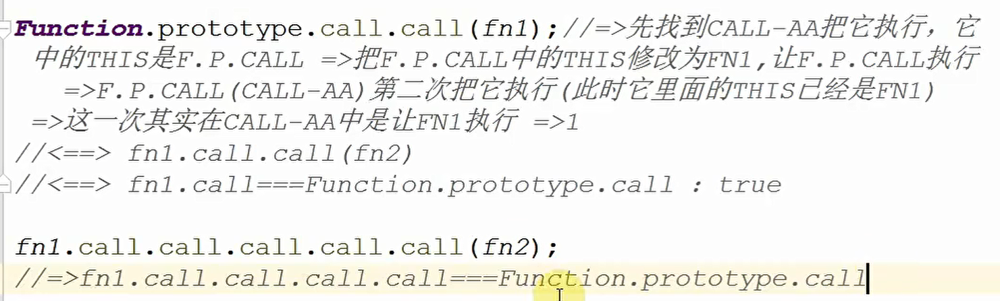 Function.prototype.call.call(fn1);//=>先找到CALL-AA把它执行，它
中的THIS是F.P.CALL =>把F.P.CALL中的THIS修改为FN1,让F.P.CALL执行
=>F.P.CALL(CALL-AA)第二次把它执行(此时它里面的THIS已经是FN1)
=>这一次其实在CALL-AA中是让FN1执行 =>1
//<==> fn1.call.call(fn2)
//<==> fn1.call===Function.prototype.call : true
fn1.call.call.call.call.call(fn2);
//=>fn1.call.call.call.call===Function.prototype.call